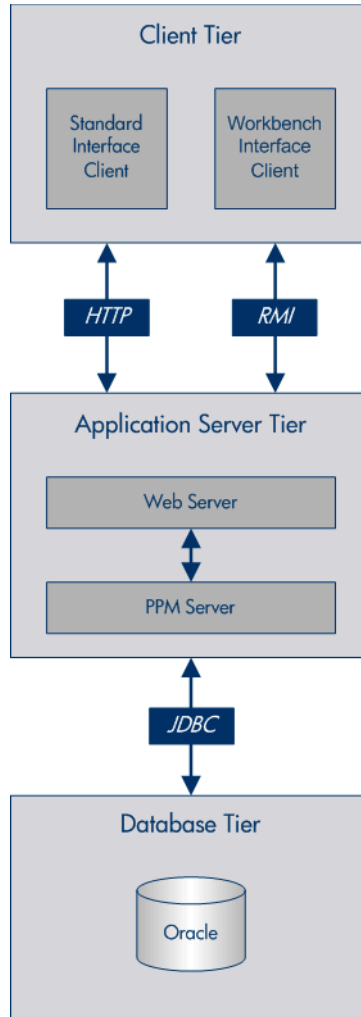 Client Tier
Standard
Interface
Client
Workbench
Interface
Client
HTTP
RMI
Application Server Tier
Web Server
PPM Server
JDBC
Database Tier
Oracle